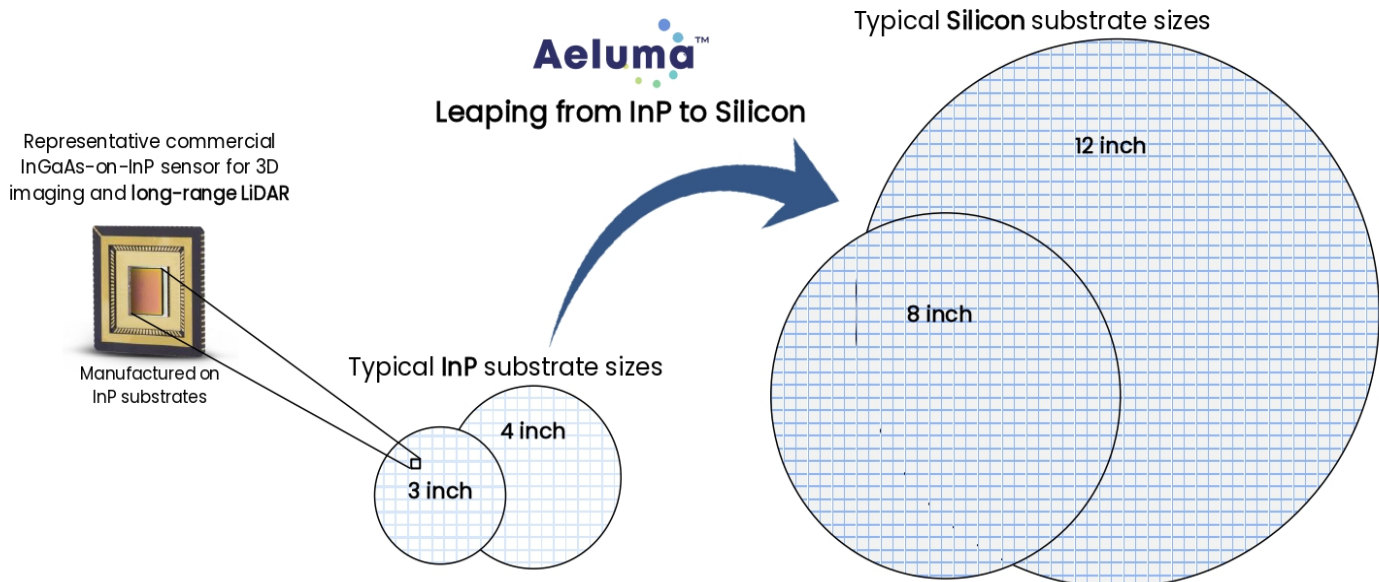 Typical Silicon substrate sizes
Aeluma™
Leaping from InP to Silicon
Representative commercial
InGaAs-on-InP sensor for 3D
imaging and long-range LiDAR
12 inch
8 inch
Manufactured on
InP substrates
Typical InP substrate sizes
4 inch
3 inch